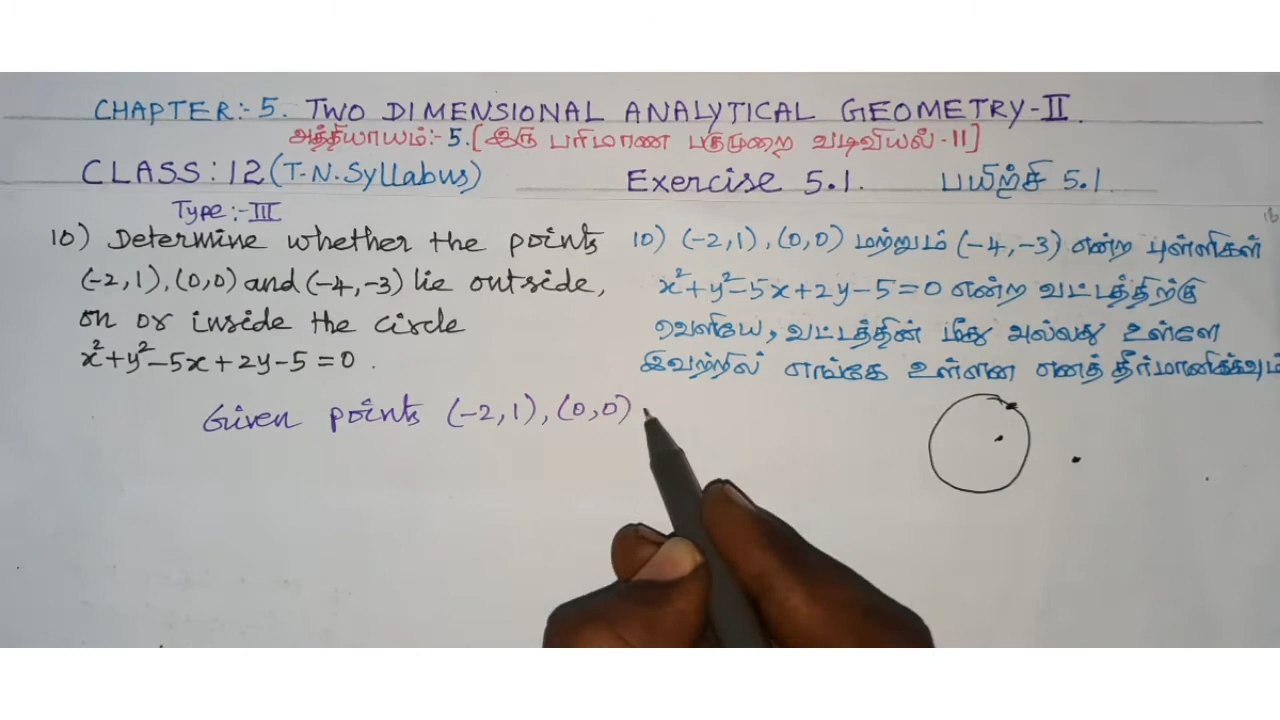 CHAPTER:- 5. TWO DIMENSIONAL ANALYTICAL GEOMETRY-II.
அத்தியாயம்:- 5. [இரு பரிமாண பகுமுறை வடிவியல் - II]
CLASS: 12 (T.N. Syllabus) Exercise 5.1. பயிற்சி 5.1
Type:- III
10) Determine whether the points
(-2,1), (0,0) and (-4,-3) lie outside,
on or inside the circle
x²+y²-5x+2y-5=0.
10) (-2,1), (0,0) மற்றும் (-4,-3) என்ற புள்ளிகள்
x²+y²-5x+2y-5=0 என்ற வட்டத்திற்கு
வெளியே, வட்டத்தின் மீது அல்லது உள்ளே
இவற்றில் எங்கே உள்ளன எனத் தீர்மானிக்கவும்
Given points (-2,1), (0,0)